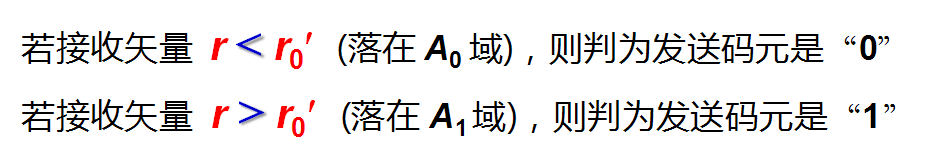 若接收矢量 r < r₀′ (落在 A₀ 域)，则判为发送码元是“0”
若接收矢量 r > r₀′ (落在 A₁ 域)，则判为发送码元是“1”